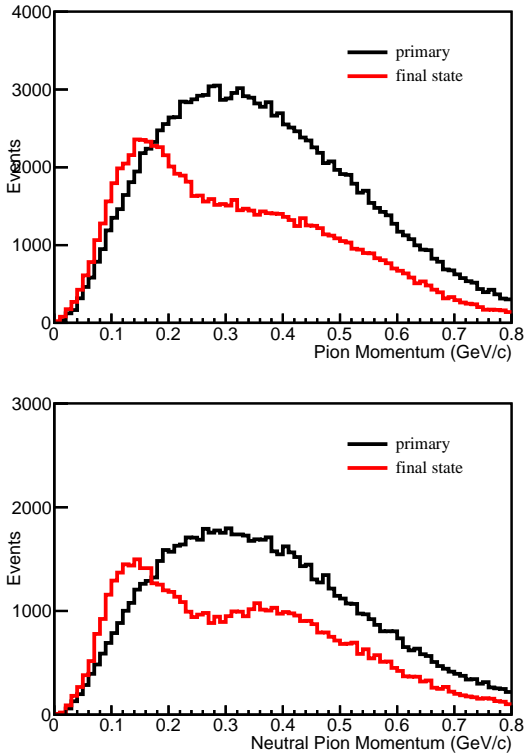 4000
primary
final state
3000
Events
2000
1000
0
0 0.1 0.2 0.3 0.4 0.5 0.6 0.7 0.8
Pion Momentum (GeV/c)
3000
primary
final state
2000
Events
1000
0
0 0.1 0.2 0.3 0.4 0.5 0.6 0.7 0.8
Neutral Pion Momentum (GeV/c)